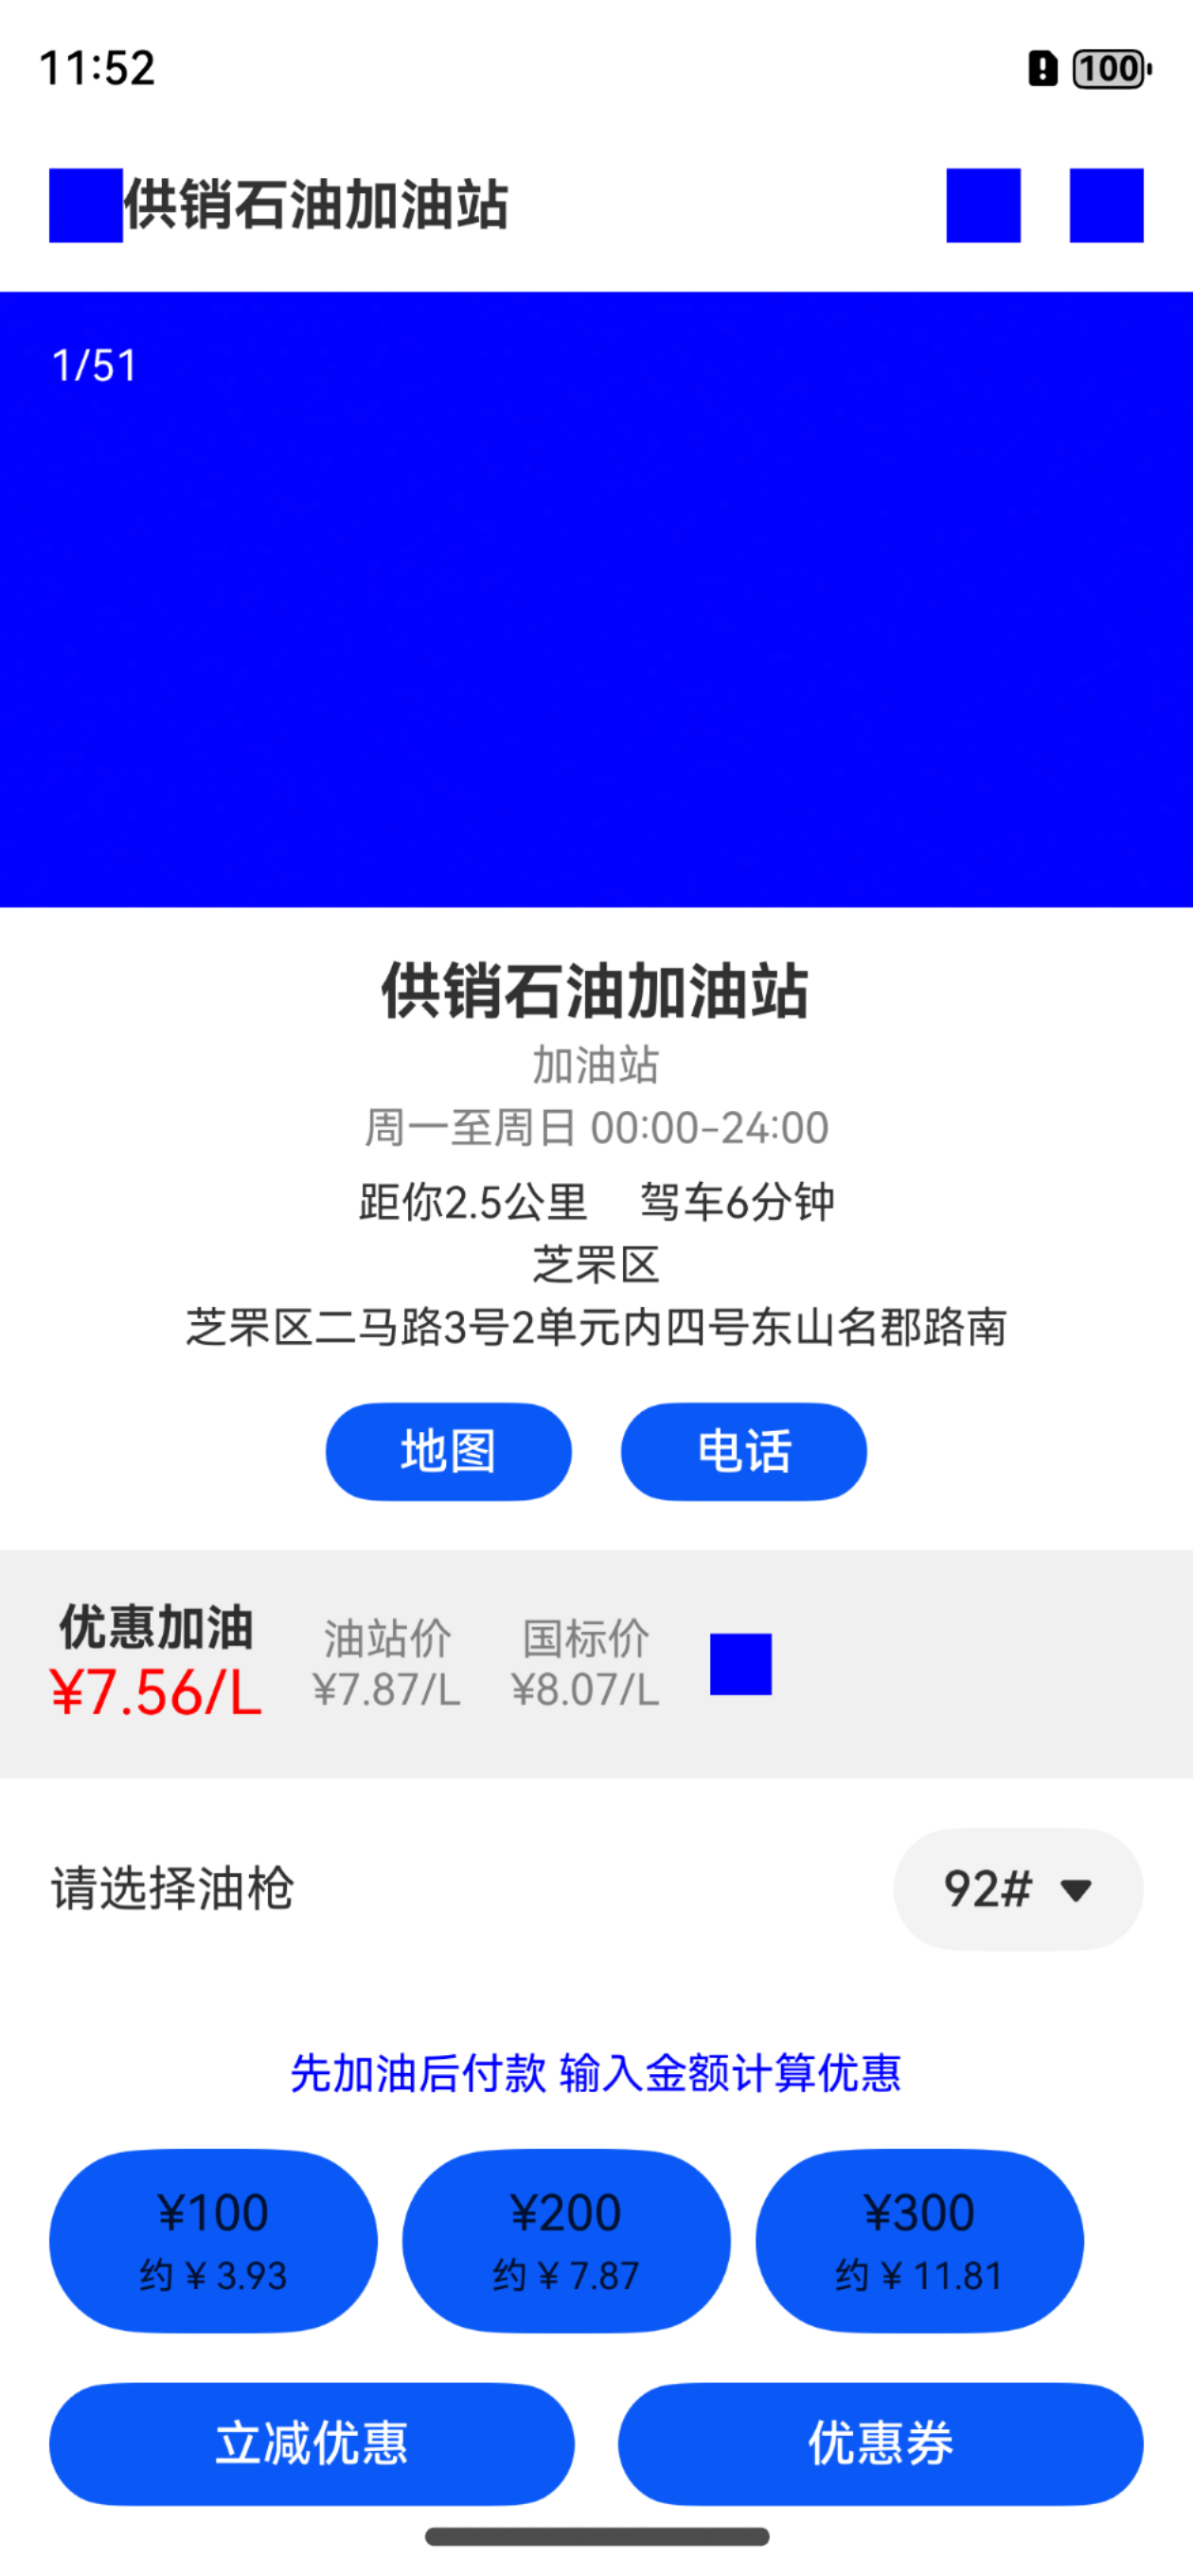 11:52
100
供销石油加油站
1/51
供销石油加油站
加油站
周一至周日 00:00-24:00
距你2.5公里 驾车6分钟
芝罘区
芝罘区二马路3号2单元内四号东山名郡路南
地图 电话
优惠加油 油站价 国标价
¥7.56/L ¥7.87/L ¥8.07/L
请选择油枪 92#
先加油后付款 输入金额计算优惠
¥100 ¥200 ¥300
约 ¥ 3.93 约 ¥ 7.87 约 ¥ 11.81
立减优惠 优惠券